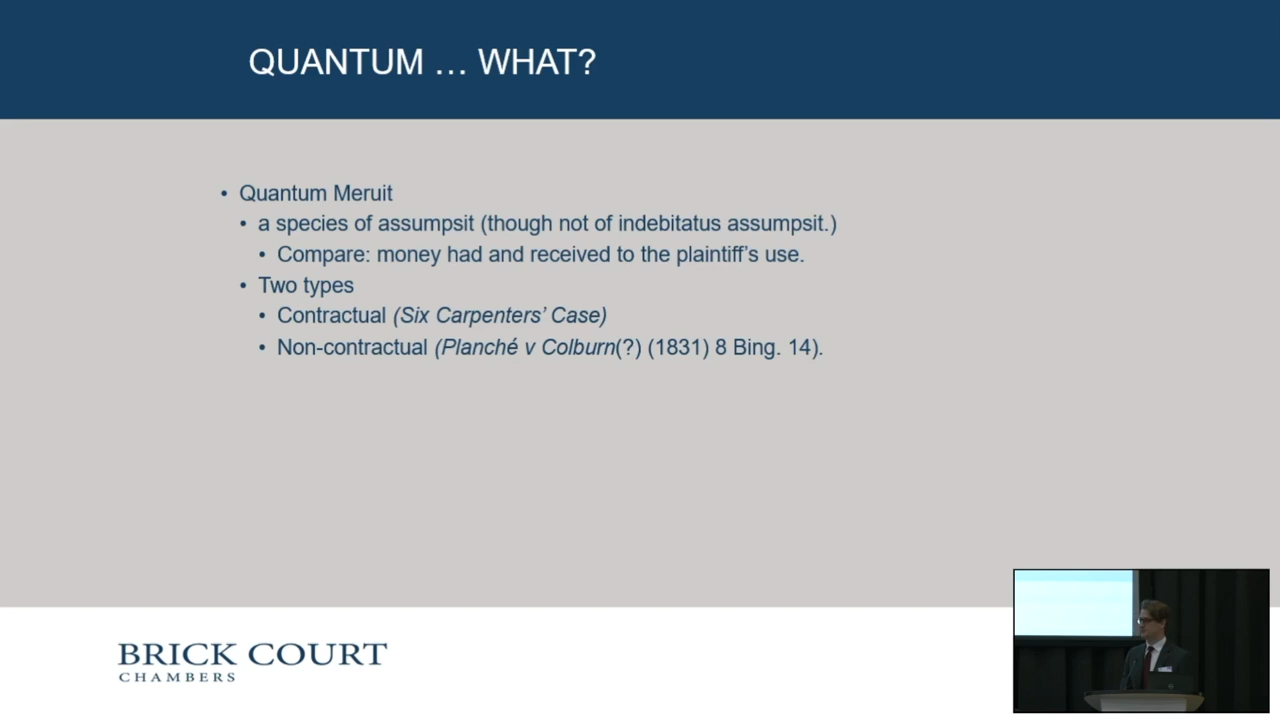 QUANTUM … WHAT?
• Quantum Meruit
• a species of assumpsit (though not of indebitatus assumpsit.)
• Compare: money had and received to the plaintiff’s use.
• Two types
• Contractual (Six Carpenters’ Case)
• Non-contractual (Planché v Colburn(?) (1831) 8 Bing. 14).
BRICK COURT
CHAMBERS